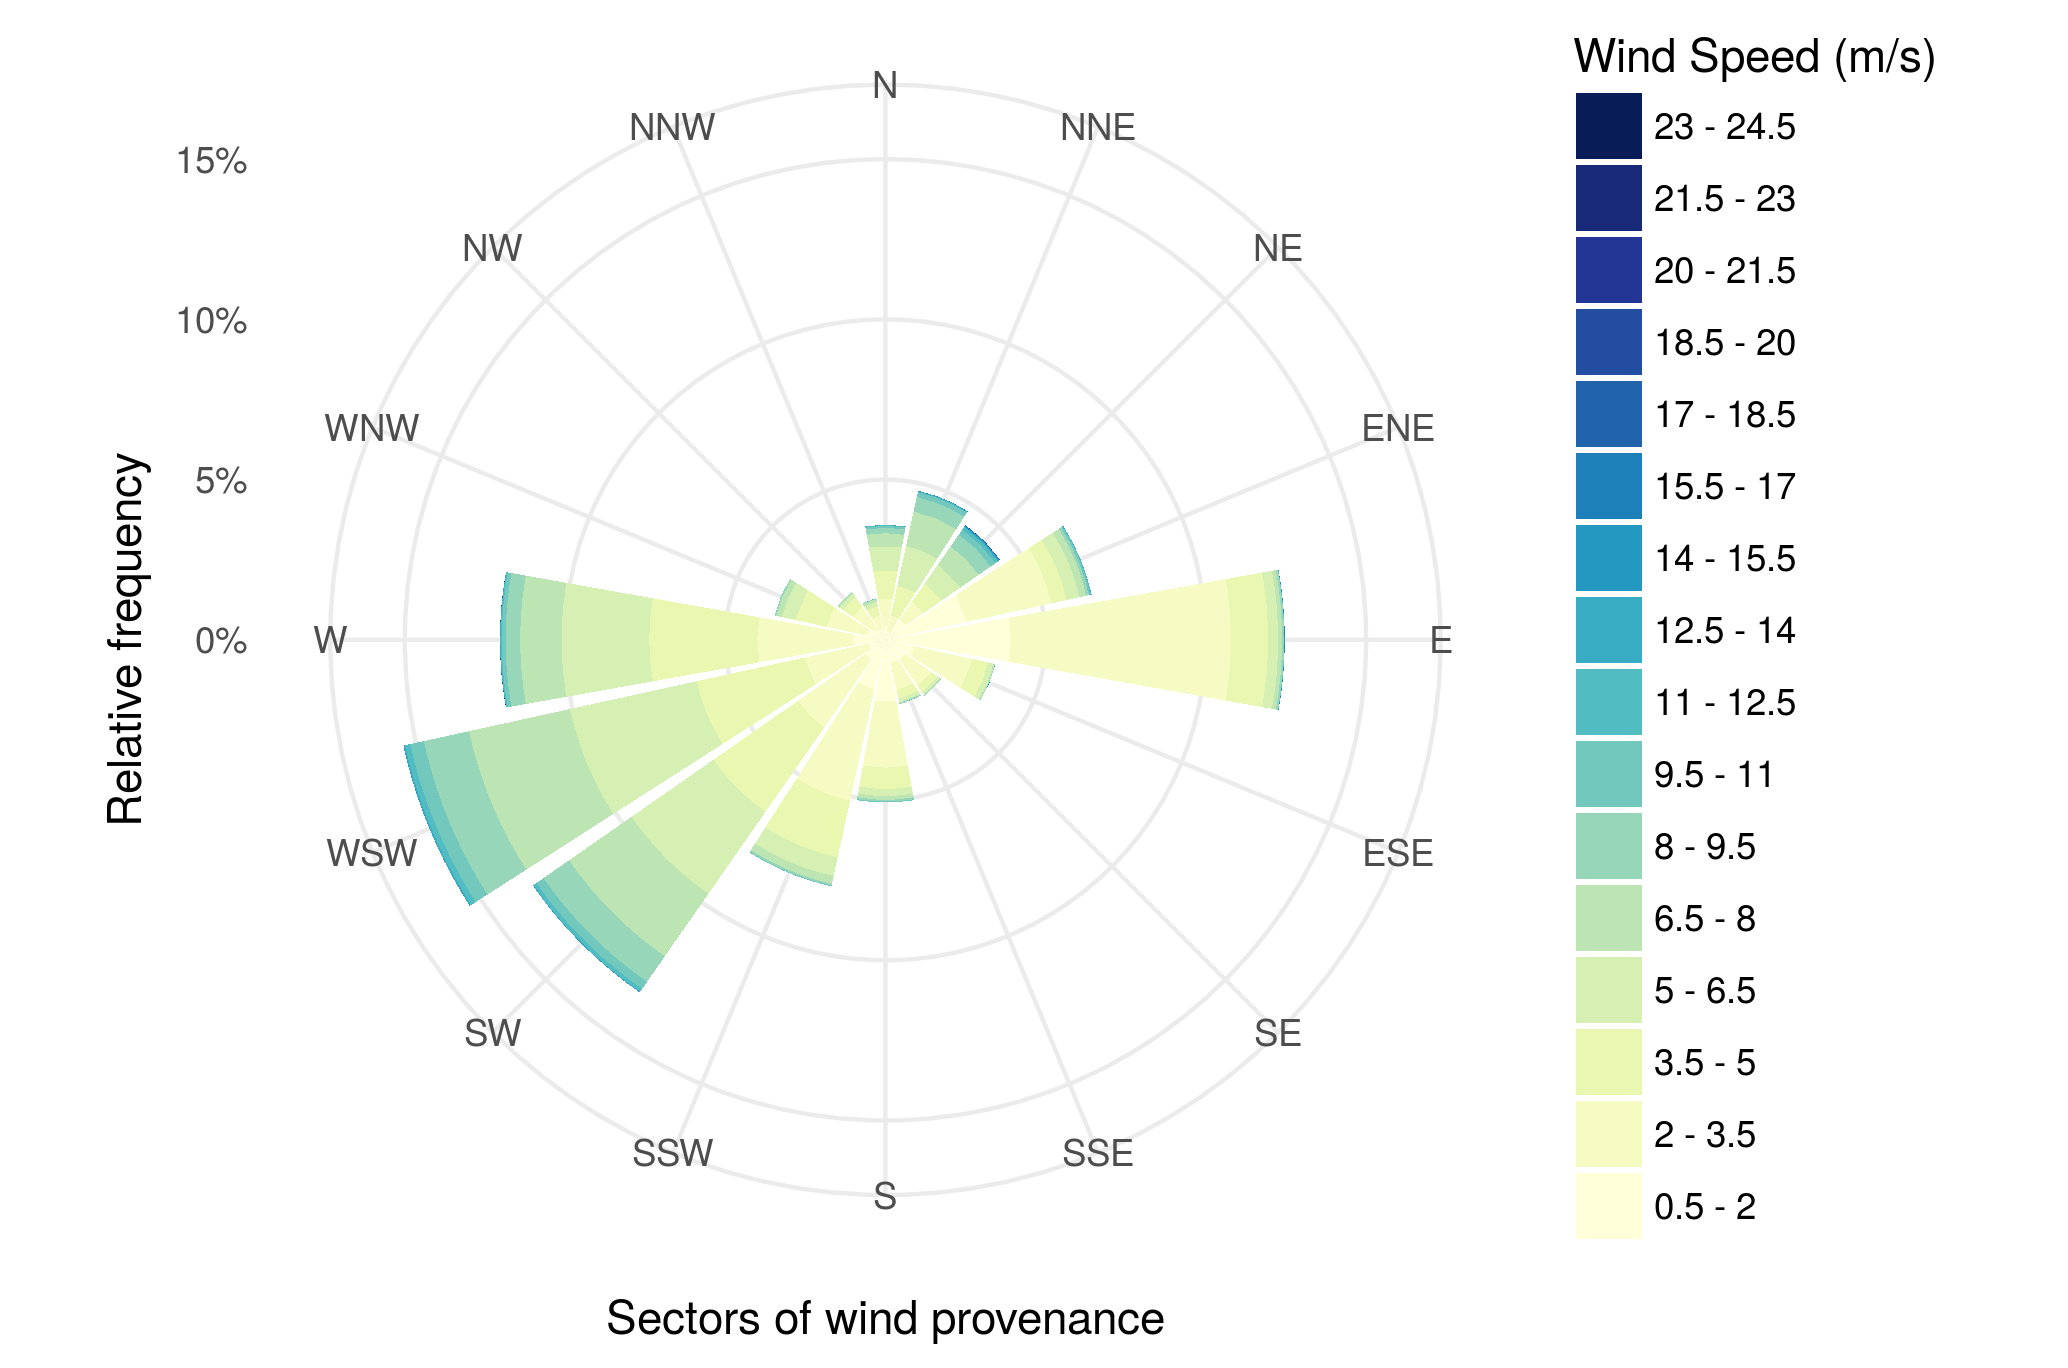 Wind Speed (m/s)
23 - 24.5
21.5 - 23
20 - 21.5
18.5 - 20
17 - 18.5
15.5 - 17
14 - 15.5
12.5 - 14
11 - 12.5
9.5 - 11
8 - 9.5
6.5 - 8
5 - 6.5
3.5 - 5
2 - 3.5
0.5 - 2
N
NNE
NE
ENE
E
ESE
SE
SSE
S
SSW
SW
WSW
W
WNW
NW
NNW
15%
10%
5%
0%
Relative frequency
Sectors of wind provenance